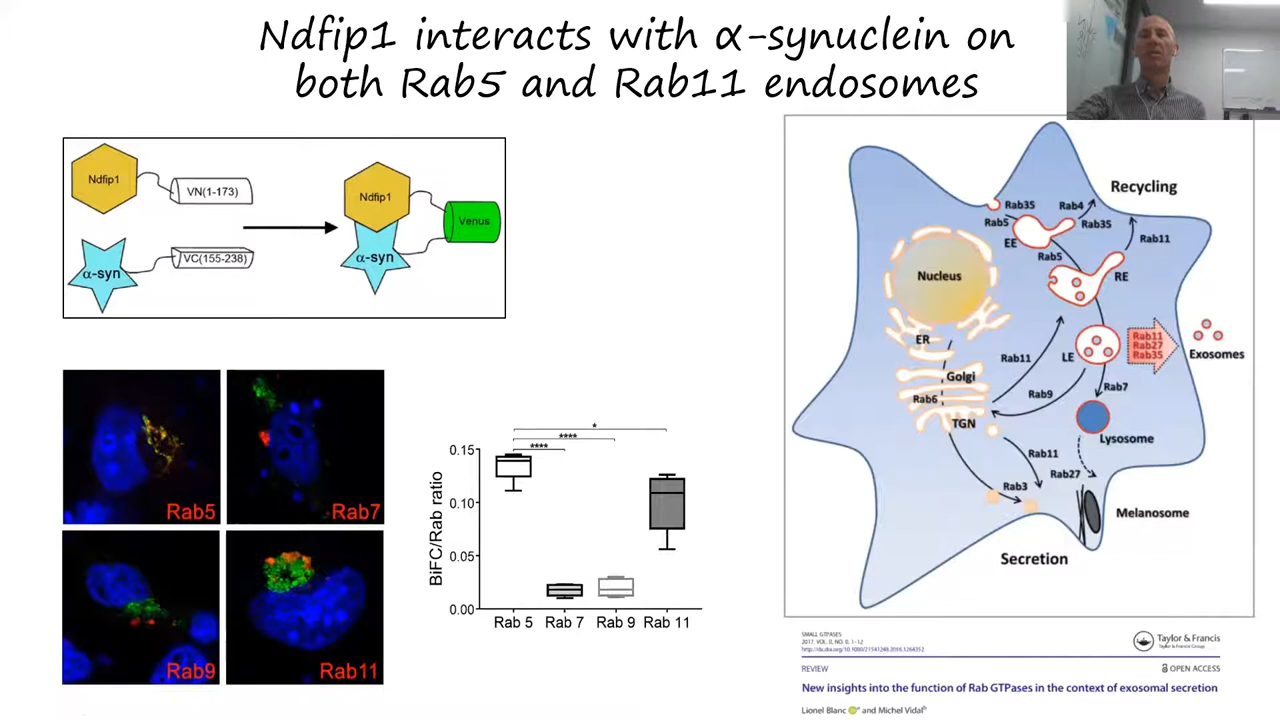 Ndfip1 interacts with α-synuclein on
both Rab5 and Rab11 endosomes
Ndfip1
VN(1-173)
α-syn
VC(155-238)
Ndfip1
α-syn
Venus
Rab5
Rab7
Rab9
Rab11
BiFC/Rab ratio
0.15
0.10
0.05
0.00
*
****
****
Rab 5
Rab 7
Rab 9
Rab 11
Recycling
Rab35
Rab4
Rab5
Rab35
EE
Rab11
Rab5
RE
Nucleus
ER
Rab11
LE
Rab11
Rab27
Rab35
Exosomes
Golgi
Rab9
Rab7
Rab6
TGN
Lysosome
Rab11
Rab27
Rab3
Melanosome
Secretion
SMALL GTPASES
2017, VOL. 0, NO. 0, 1–12
http://dx.doi.org/10.1080/21541248.2016.1264352
Taylor & Francis
Taylor & Francis Group
REVIEW
OPEN ACCESS
New insights into the function of Rab GTPases in the context of exosomal secretion
Lionel Blanc and Michel Vidal